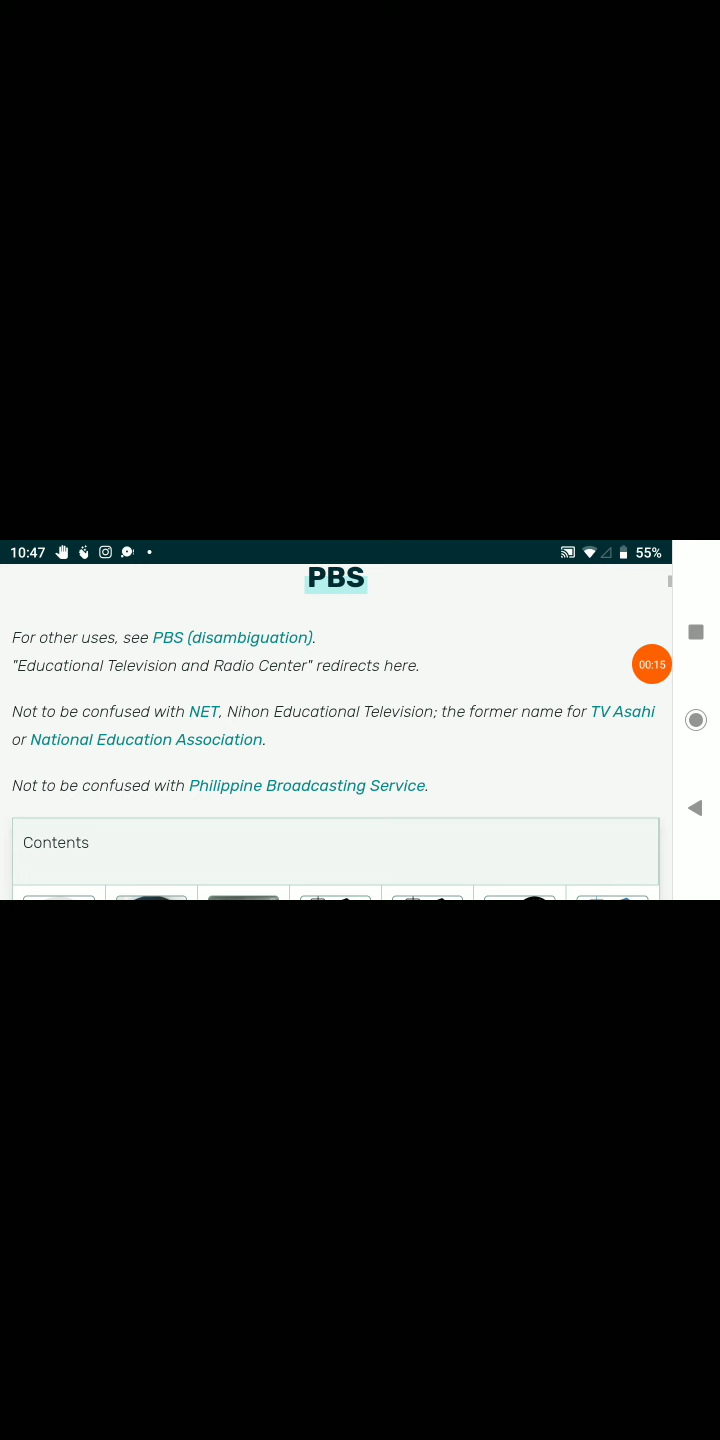 10:47
55%
PBS
For other uses, see PBS (disambiguation).
"Educational Television and Radio Center" redirects here.
00:15
Not to be confused with NET, Nihon Educational Television; the former name for TV Asahi
or National Education Association.
Not to be confused with Philippine Broadcasting Service.
Contents